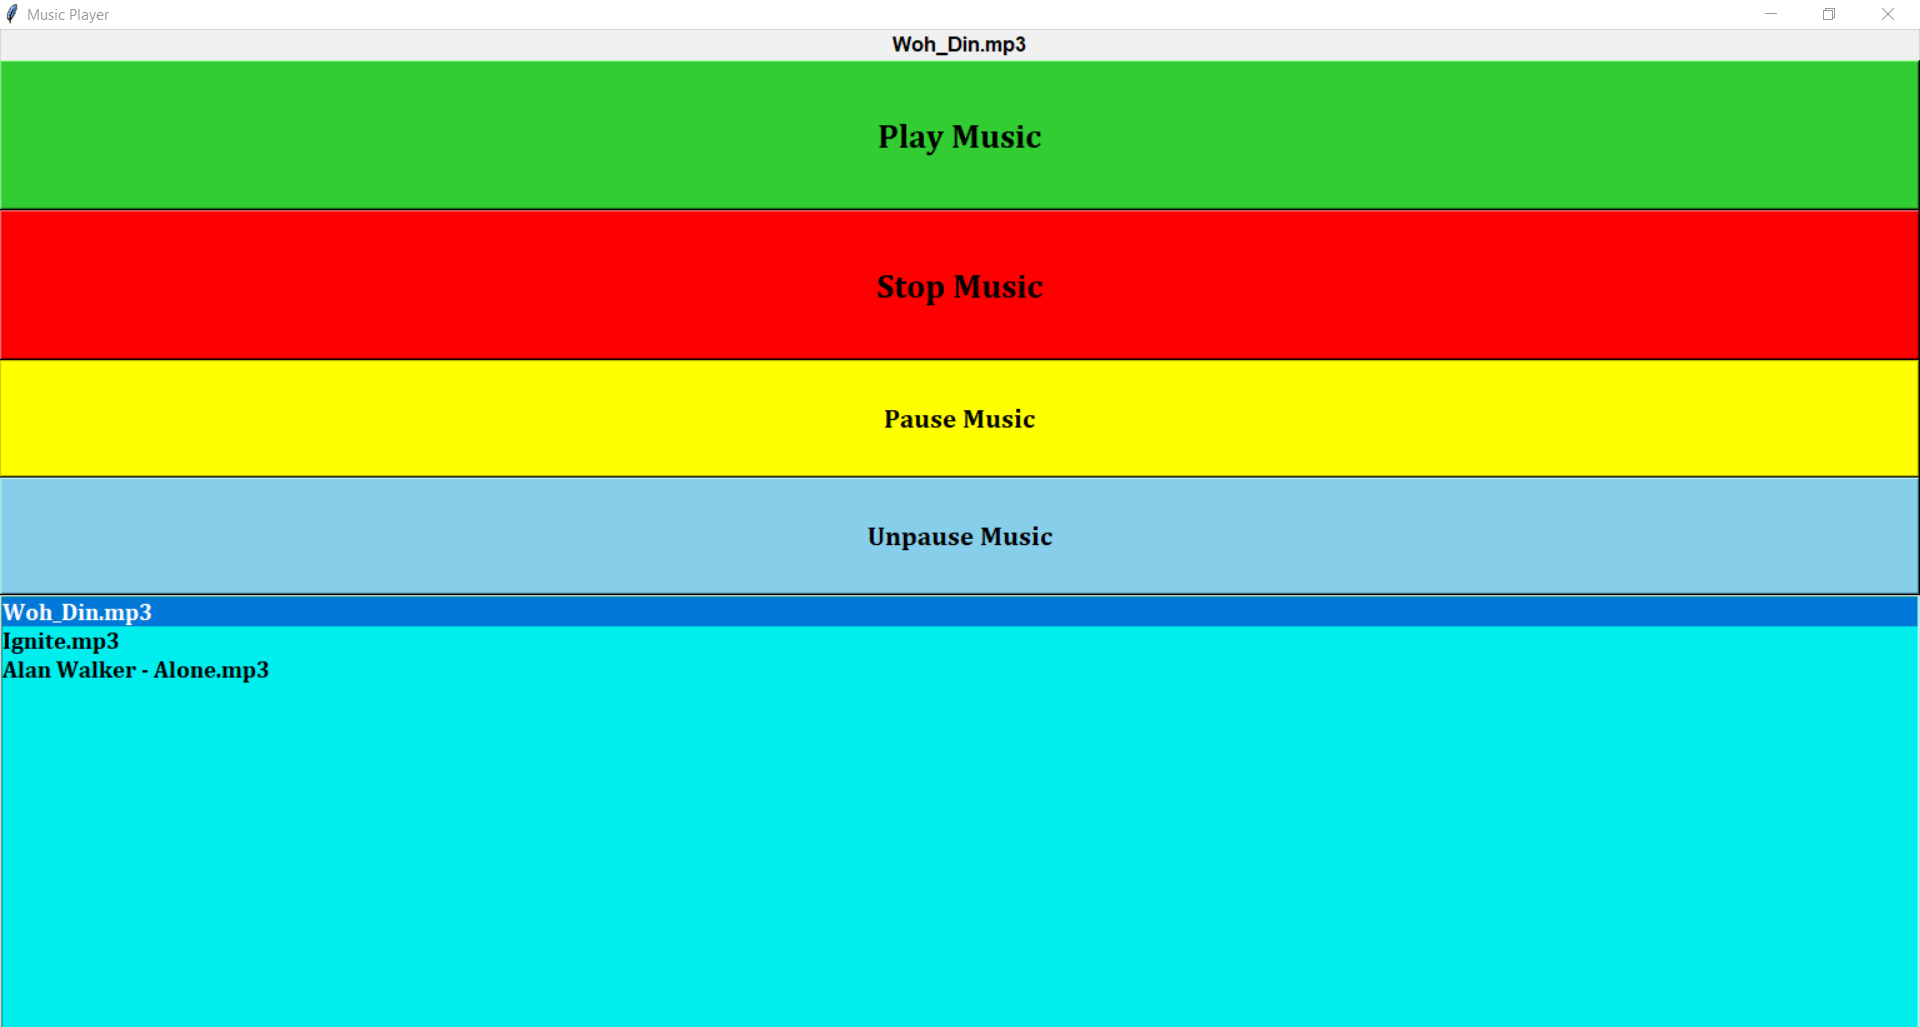 Music Player
Woh_Din.mp3
Play Music
Stop Music
Pause Music
Unpause Music
Woh_Din.mp3
Ignite.mp3
Alan Walker - Alone.mp3